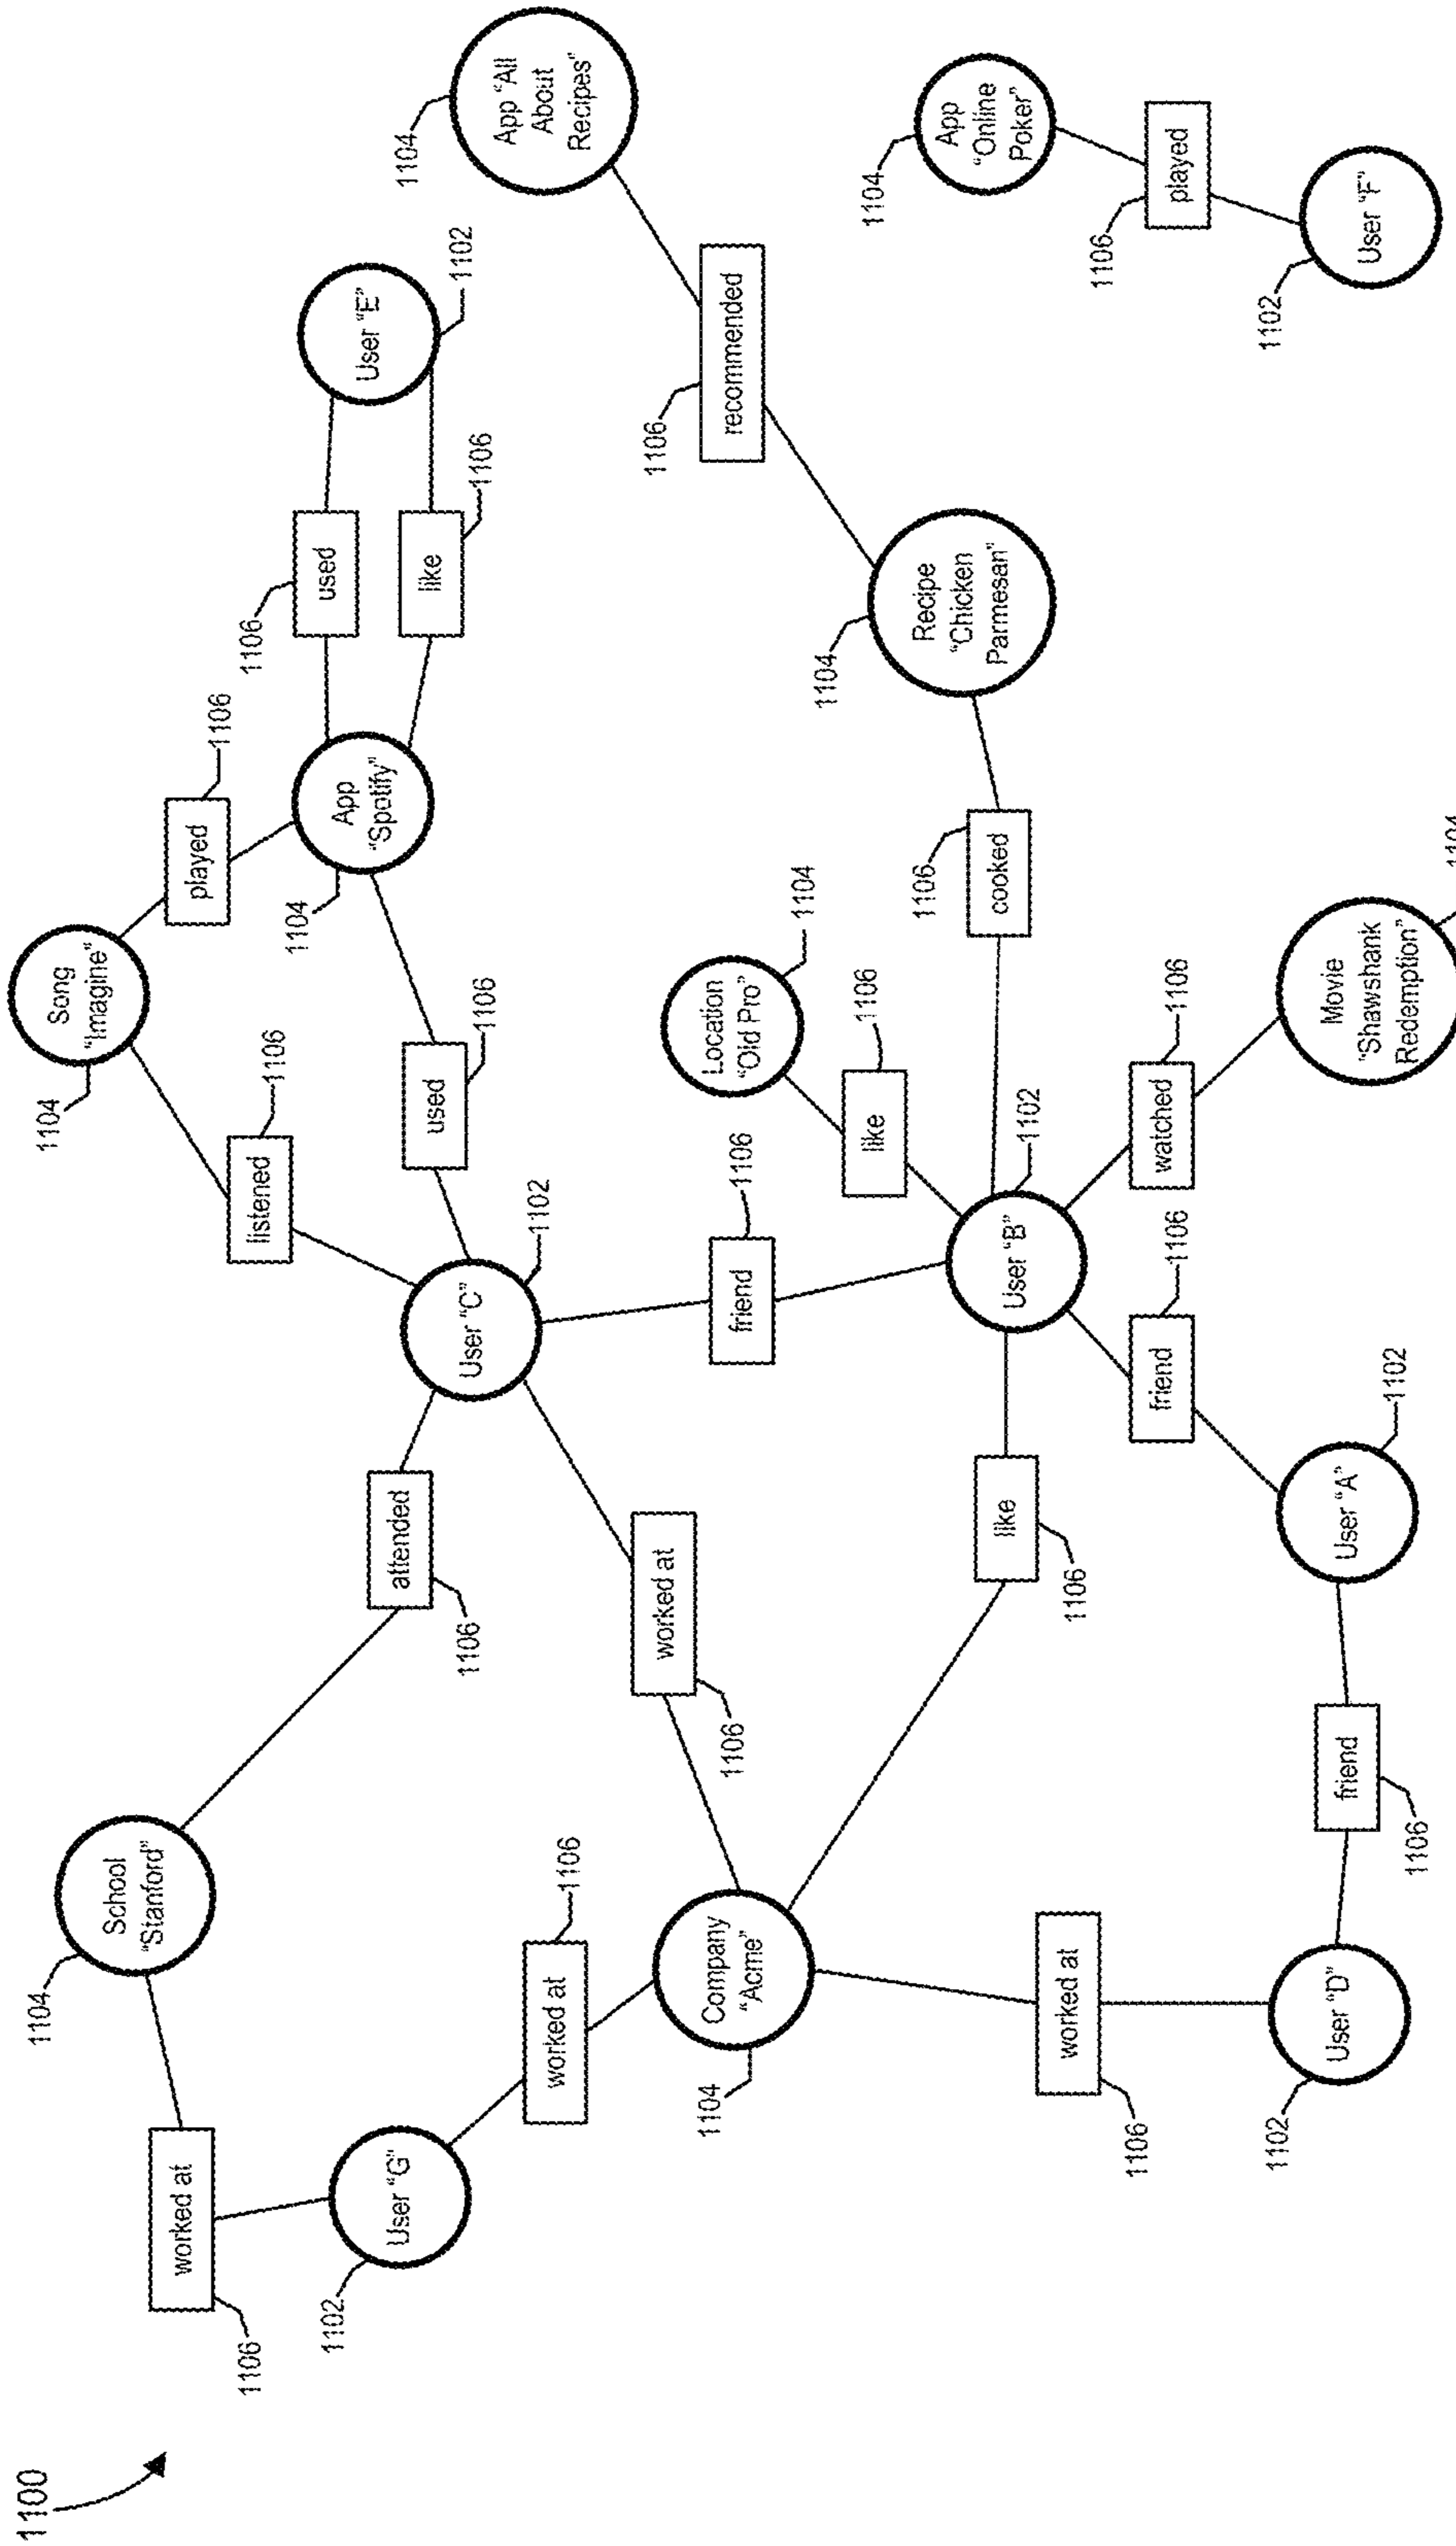 1100
1106
worked at
1104
School
"Stanford"
1102
User "G"
worked at
1106
1106
attended
1104
Song
"Imagine"
listened
1106
played
1106
User "C"
1102
used
1106
1104
App
"Spotify"
1106
used
like
1106
User "E"
1102
1104
App "All
About
Recipes"
1104
Company
"Acme"
worked at
1106
friend
1106
Location
"Old Pro"
1104
like
1106
1106
recommended
1106
worked at
like
1106
User "B"
1102
1106
cooked
1104
Recipe
"Chicken
Parmesan"
1104
App
"Online
Poker"
1106
played
friend
1106
watched
1106
1102
User "D"
friend
1106
User "A"
1102
Movie
"Shawshank
Redemption"
1102
User "F"